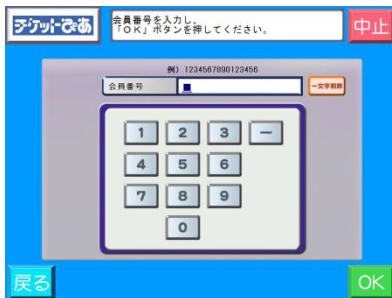 チケットぴあ
会員番号を入力し、
「OK」ボタンを押してください。
中止
例) 1234567890123456
会員番号
一文字削除
1 2 3 ー
4 5 6
7 8 9
0
戻る
OK